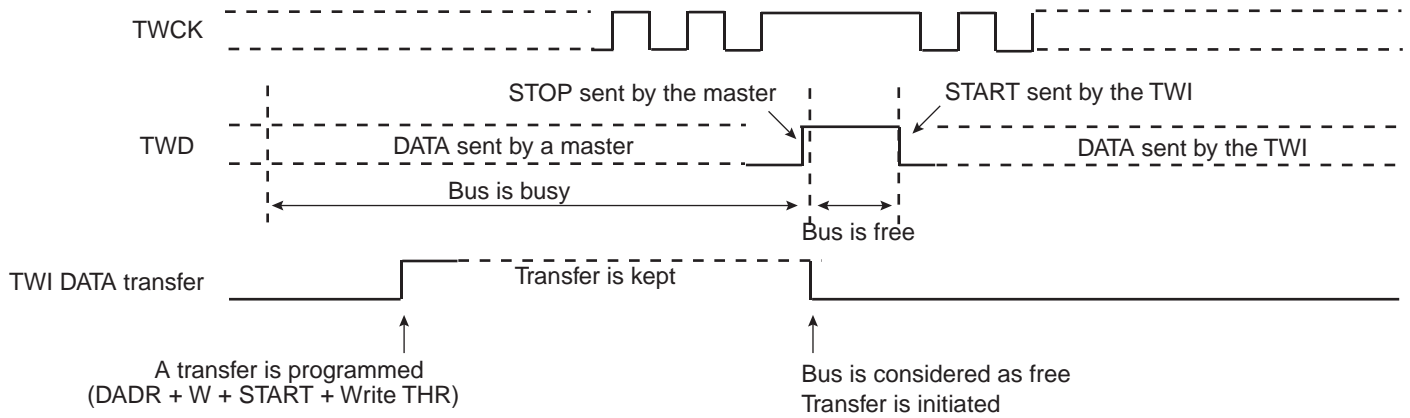 TWCK
STOP sent by the master
START sent by the TWI
TWD
DATA sent by a master
DATA sent by the TWI
Bus is busy
Bus is free
TWI DATA transfer
Transfer is kept
A transfer is programmed
(DADR + W + START + Write THR)
Bus is considered as free
Transfer is initiated